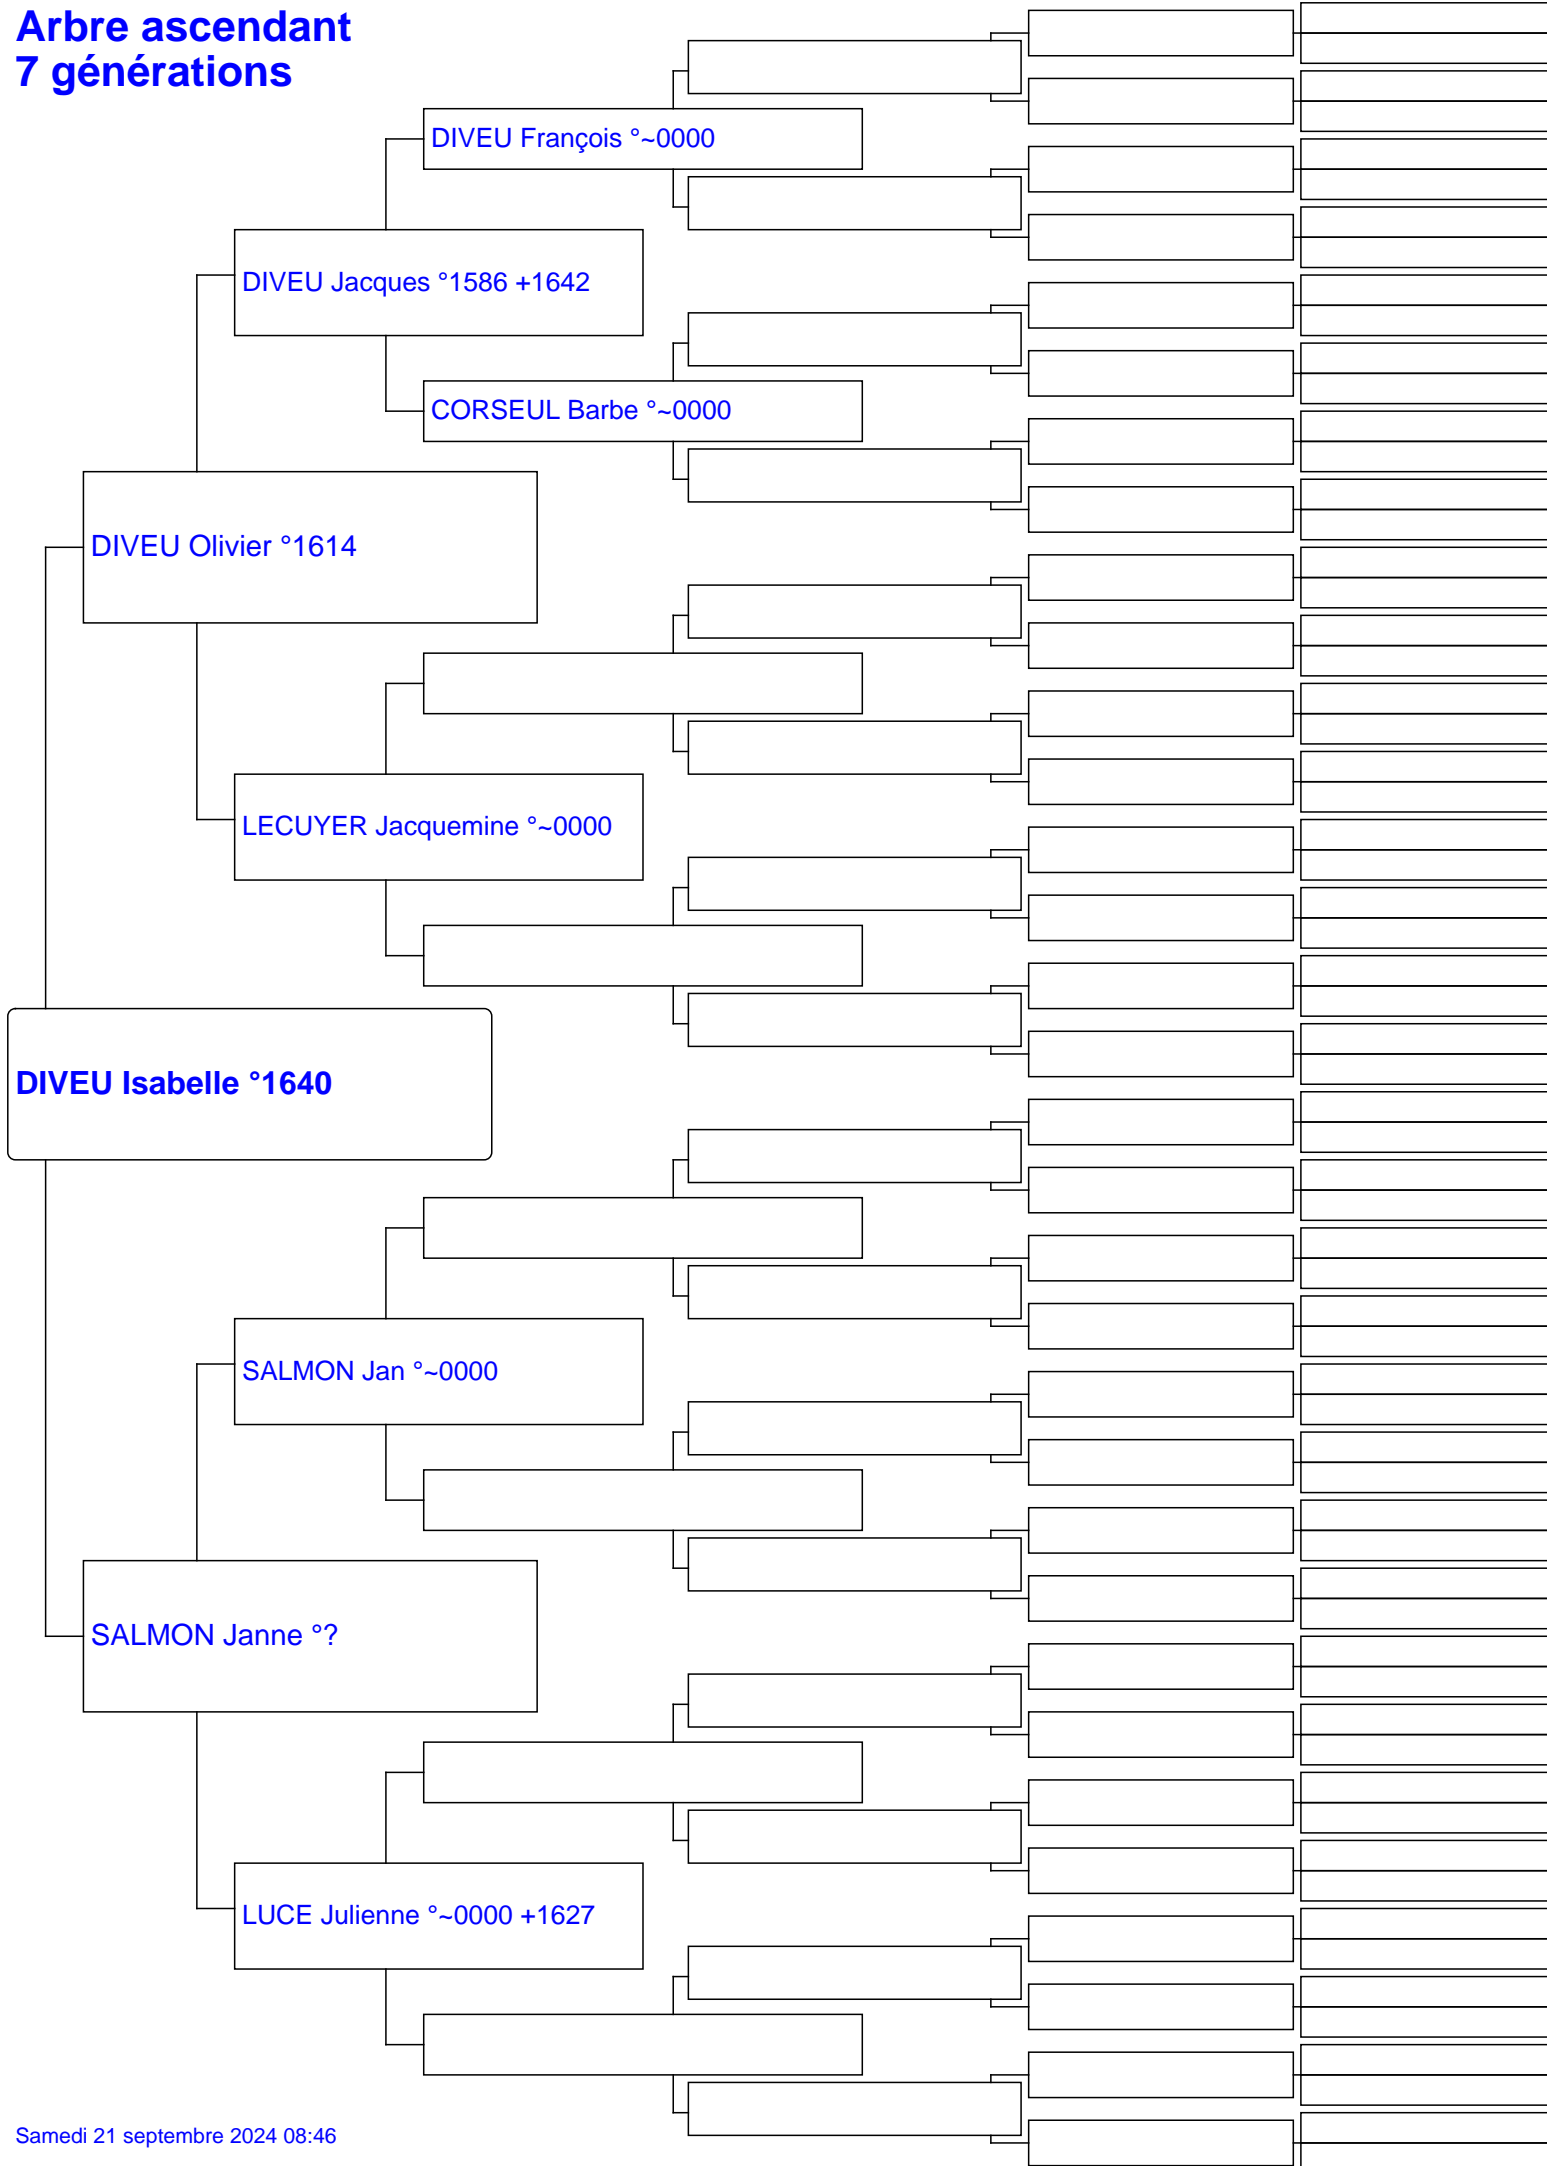 Arbre ascendant
7 générations
DIVEU François °~0000
DIVEU Jacques °1586 +1642
CORSEUL Barbe °~0000
DIVEU Olivier °1614
LECUYER Jacquemine °~0000
DIVEU Isabelle °1640
SALMON Jan °~0000
SALMON Janne °?
LUCE Julienne °~0000 +1627
Samedi 21 septembre 2024 08:46